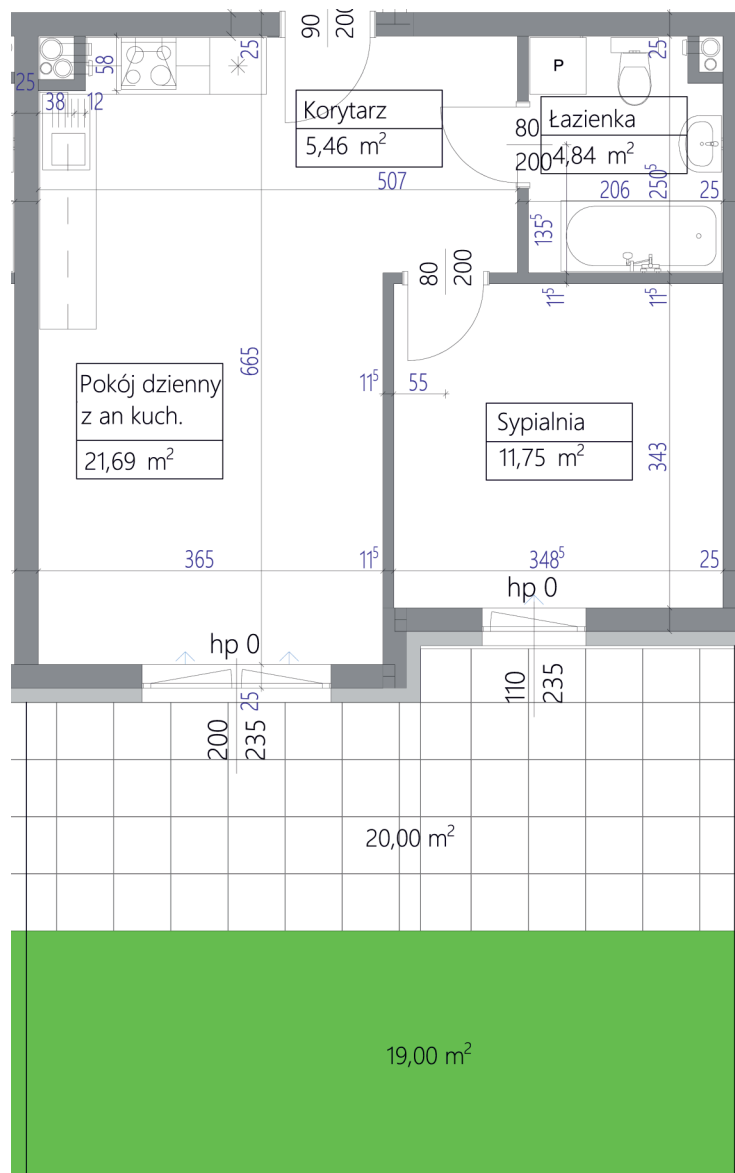 90
200
25
58
25
25
P
38
12
Korytarz
5,46 m²
80
200
Łazienka
4,84 m²
507
206
250⁵
25
135⁵
80
200
11⁵
11⁵
665
Pokój dzienny
z an kuch.
21,69 m²
11⁵
55
Sypialnia
11,75 m²
343
365
11⁵
348⁵
25
hp 0
hp 0
25
200
235
110
235
20,00 m²
19,00 m²